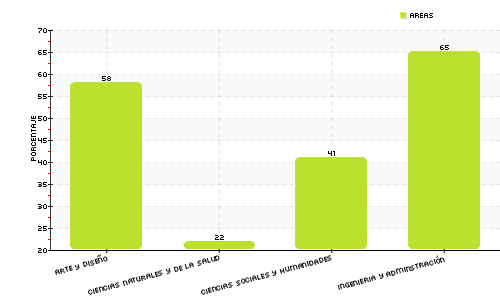 AREAS
70
65
60
55
50
45
40
35
30
25
20
PORCENTAJE
58
22
41
65
ARTE Y DISEÑO
CIENCIAS NATURALES Y DE LA SALUD
CIENCIAS SOCIALES Y HUMANIDADES
INGENIERIA Y ADMINSTRACIÓN